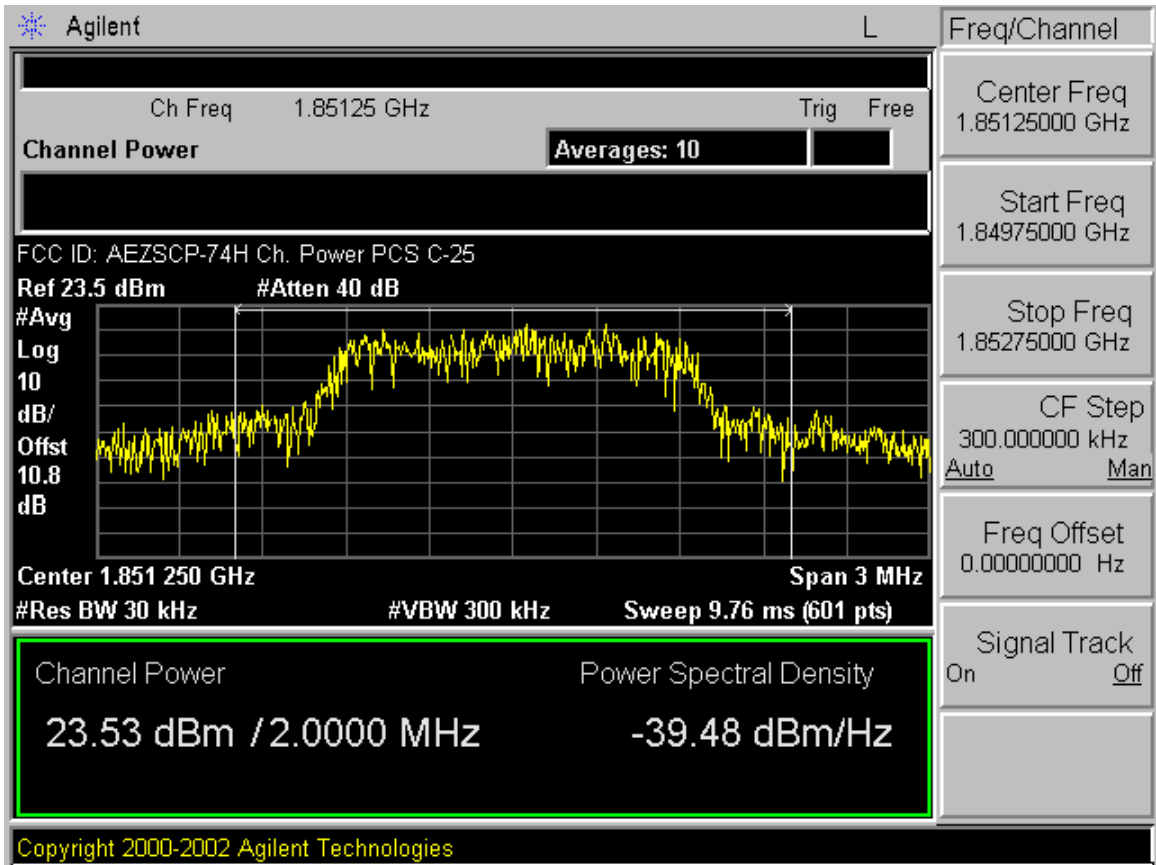 Agilent L
Freq/Channel
Ch Freq 1.85125 GHz Trig Free
Channel Power Averages: 10
FCC ID: AEZSCP-74H Ch. Power PCS C-25
Ref 23.5 dBm #Atten 40 dB
#Avg
Log
10
dB/
Offst
10.8
dB
Center 1.851 250 GHz Span 3 MHz
#Res BW 30 kHz #VBW 300 kHz Sweep 9.76 ms (601 pts)
Channel Power Power Spectral Density
23.53 dBm / 2.0000 MHz -39.48 dBm/Hz
Center Freq
1.85125000 GHz
Start Freq
1.84975000 GHz
Stop Freq
1.85275000 GHz
CF Step
300.000000 kHz
Auto Man
Freq Offset
0.00000000 Hz
Signal Track
On Off
Copyright 2000-2002 Agilent Technologies